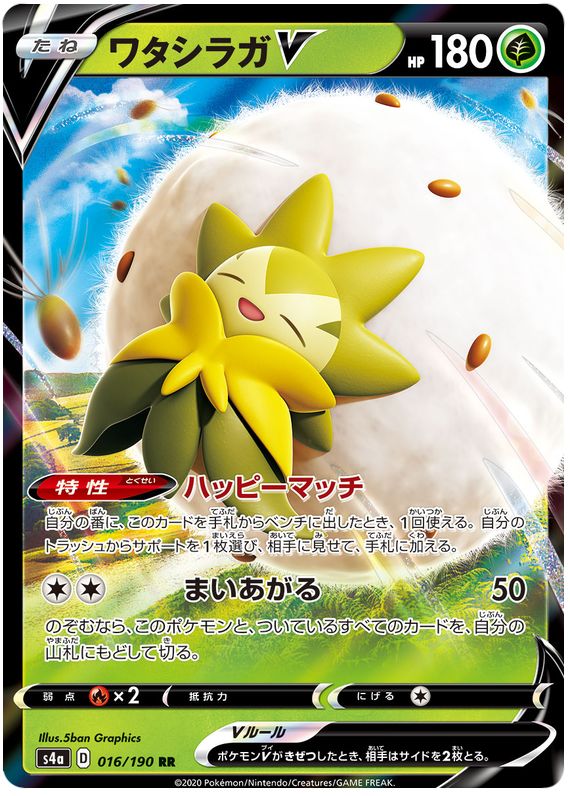 たね ワタシラガV HP 180
特性 とくせい ハッピーマッチ
自分の番に、このカードを手札からベンチに出したとき、1回使える。自分の
トラッシュからサポートを1枚選び、相手に見せて、手札に加える。
まいあがる 50
のぞむなら、このポケモンと、ついているすべてのカードを、自分の
山札にもどして切る。
弱点 ×2 抵抗力 にげる
Illus.5ban Graphics
Vルール
ポケモンVがきぜつしたとき、相手はサイドを2枚とる。
s4a D 016/190 RR
©2020 Pokémon/Nintendo/Creatures/GAME FREAK.